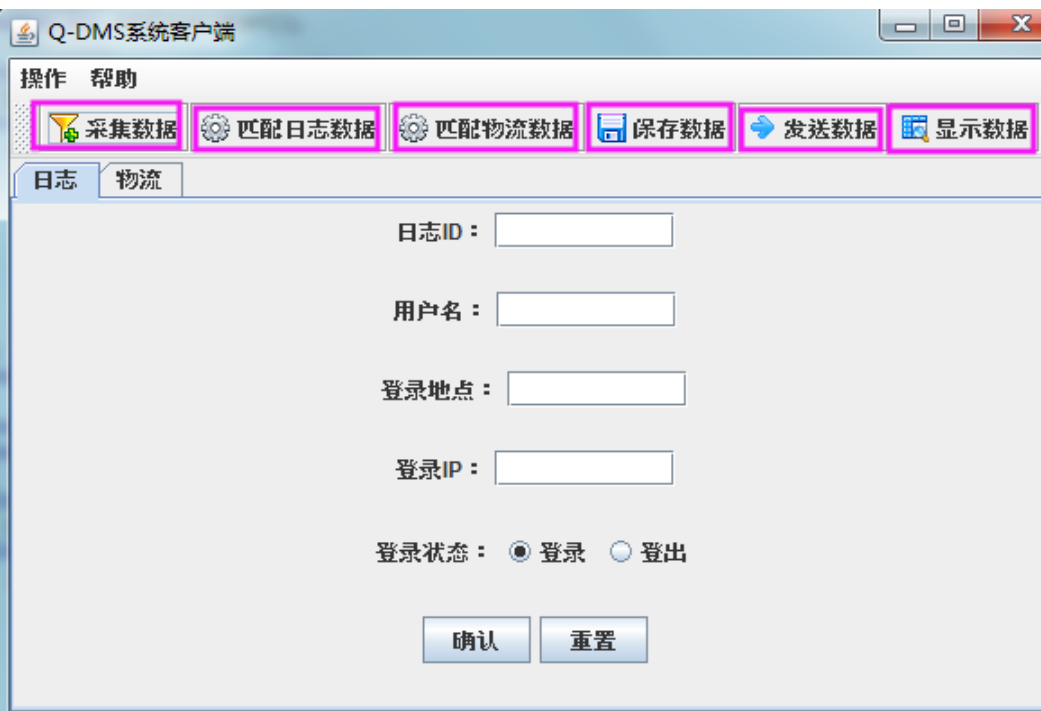 Q-DMS系统客户端
操作 帮助
采集数据 匹配日志数据 匹配物流数据 保存数据 发送数据 显示数据
日志 物流
日志ID：
用户名：
登录地点：
登录IP：
登录状态： 登录 登出
确认 重置